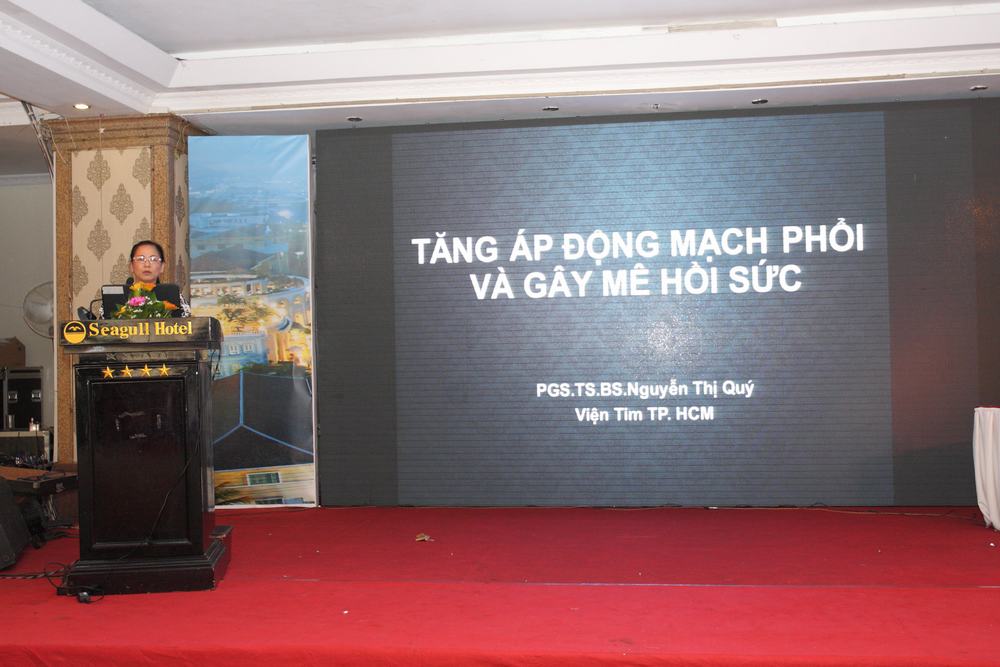 TĂNG ÁP ĐỘNG MẠCH PHỔI
VÀ GÂY MÊ HỒI SỨC
PGS.TS.BS.Nguyễn Thị Quý
Viện Tim TP. HCM
Seagull Hotel